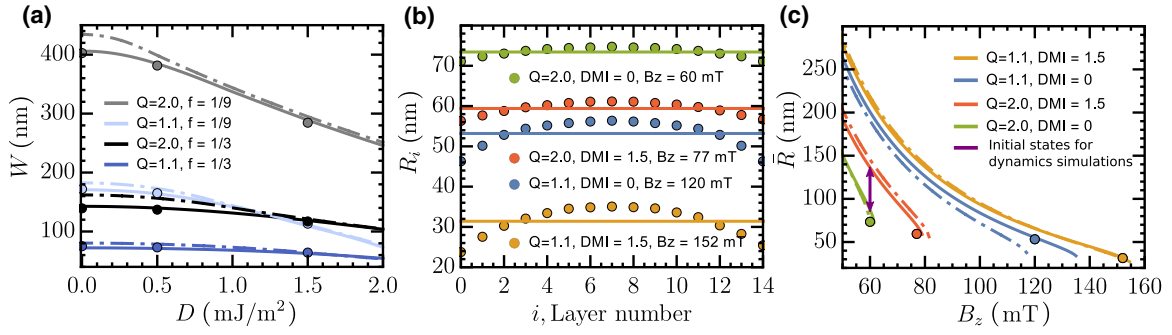 (a)
400
300
200
100
W (nm)
Q=2.0, f = 1/9
Q=1.1, f = 1/9
Q=2.0, f = 1/3
Q=1.1, f = 1/3
0.0 0.5 1.0 1.5 2.0
D (mJ/m²)
(b)
80
70
60
50
40
30
20
R_i (nm)
Q=2.0, DMI = 0, Bz = 60 mT
Q=2.0, DMI = 1.5, Bz = 77 mT
Q=1.1, DMI = 0, Bz = 120 mT
Q=1.1, DMI = 1.5, Bz = 152 mT
0 2 4 6 8 10 12 14
i, Layer number
(c)
250
200
150
100
50
R̄ (nm)
Q=1.1, DMI = 1.5
Q=1.1, DMI = 0
Q=2.0, DMI = 1.5
Q=2.0, DMI = 0
Initial states for
dynamics simulations
60 80 100 120 140 160
B_z (mT)